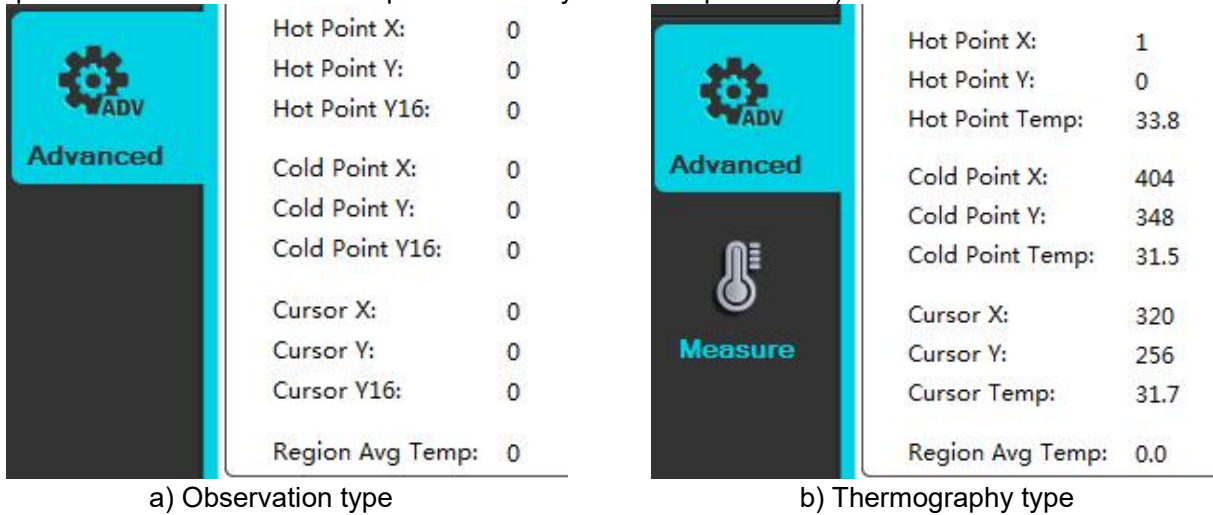 ADV
Advanced
Hot Point X: 0
Hot Point Y: 0
Hot Point Y16: 0
Cold Point X: 0
Cold Point Y: 0
Cold Point Y16: 0
Cursor X: 0
Cursor Y: 0
Cursor Y16: 0
Region Avg Temp: 0
a) Observation type
ADV
Advanced
Measure
Hot Point X: 1
Hot Point Y: 0
Hot Point Temp: 33.8
Cold Point X: 404
Cold Point Y: 348
Cold Point Temp: 31.5
Cursor X: 320
Cursor Y: 256
Cursor Temp: 31.7
Region Avg Temp: 0.0
b) Thermography type